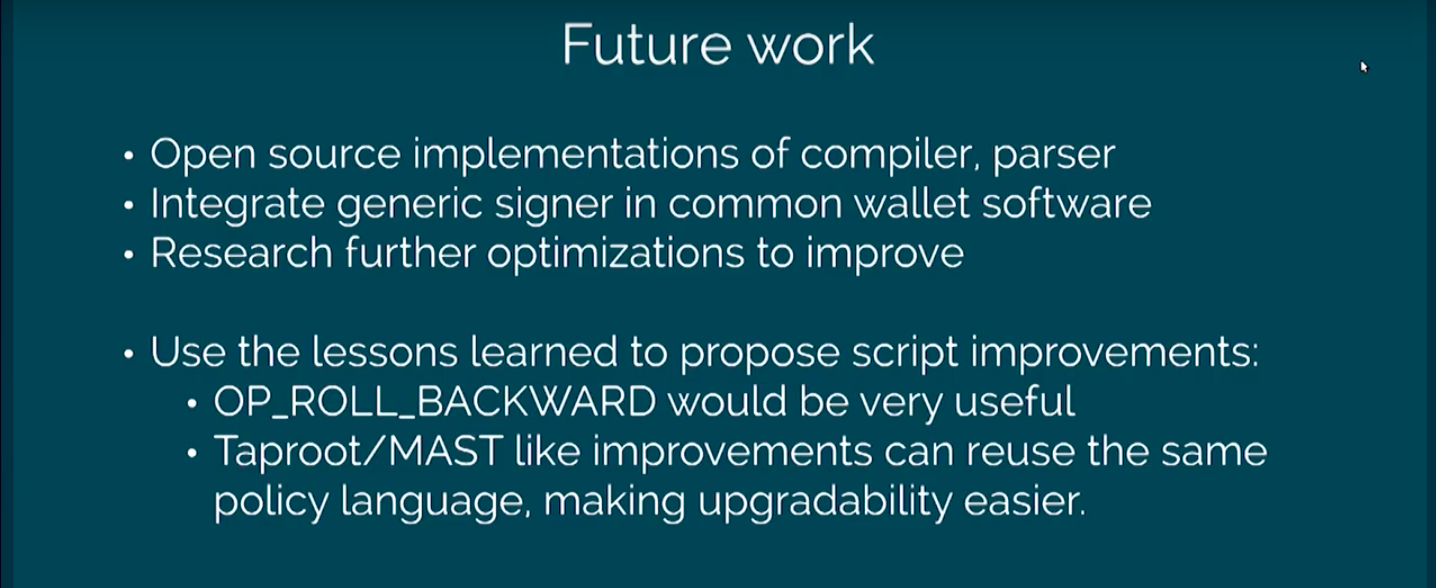 Future work
• Open source implementations of compiler, parser
• Integrate generic signer in common wallet software
• Research further optimizations to improve
• Use the lessons learned to propose script improvements:
• OP_ROLL_BACKWARD would be very useful
• Taproot/MAST like improvements can reuse the same
policy language, making upgradability easier.